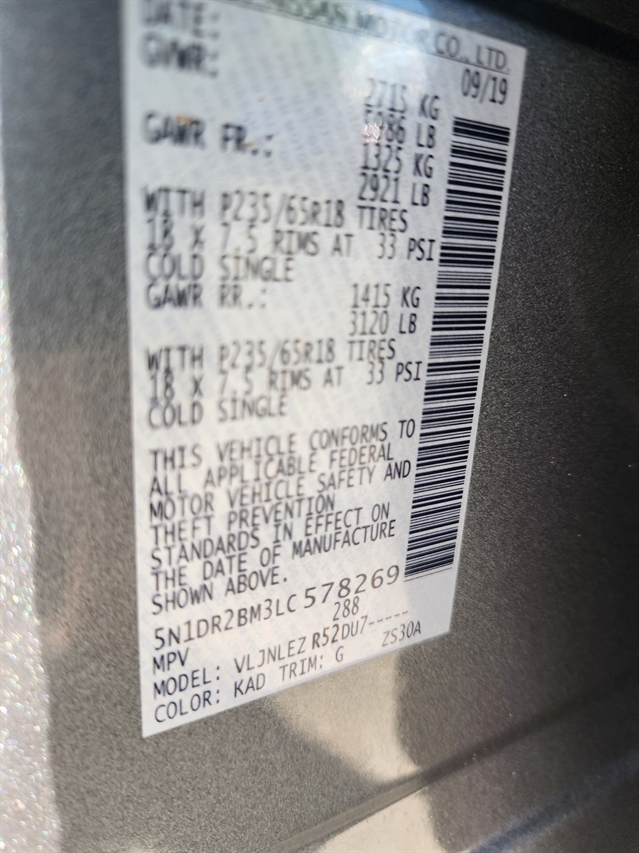 NISSAN MOTOR CO., LTD.
DATE: 09/19
GVWR: 2715 KG
5986 LB
GAWR FR.: 1325 KG
2921 LB
WITH P235/65R18 TIRES
18 X 7.5 RIMS AT 33 PSI
COLD SINGLE
GAWR RR.: 1415 KG
3120 LB
WITH P235/65R18 TIRES
18 X 7.5 RIMS AT 33 PSI
COLD SINGLE
THIS VEHICLE CONFORMS TO
ALL APPLICABLE FEDERAL
MOTOR VEHICLE SAFETY AND
THEFT PREVENTION
STANDARDS IN EFFECT ON
THE DATE OF MANUFACTURE
SHOWN ABOVE.
5N1DR2BM3LC578269
MPV 288
MODEL: VLJNLEZ R52DU7-----
COLOR: KAD TRIM: G ZS30A